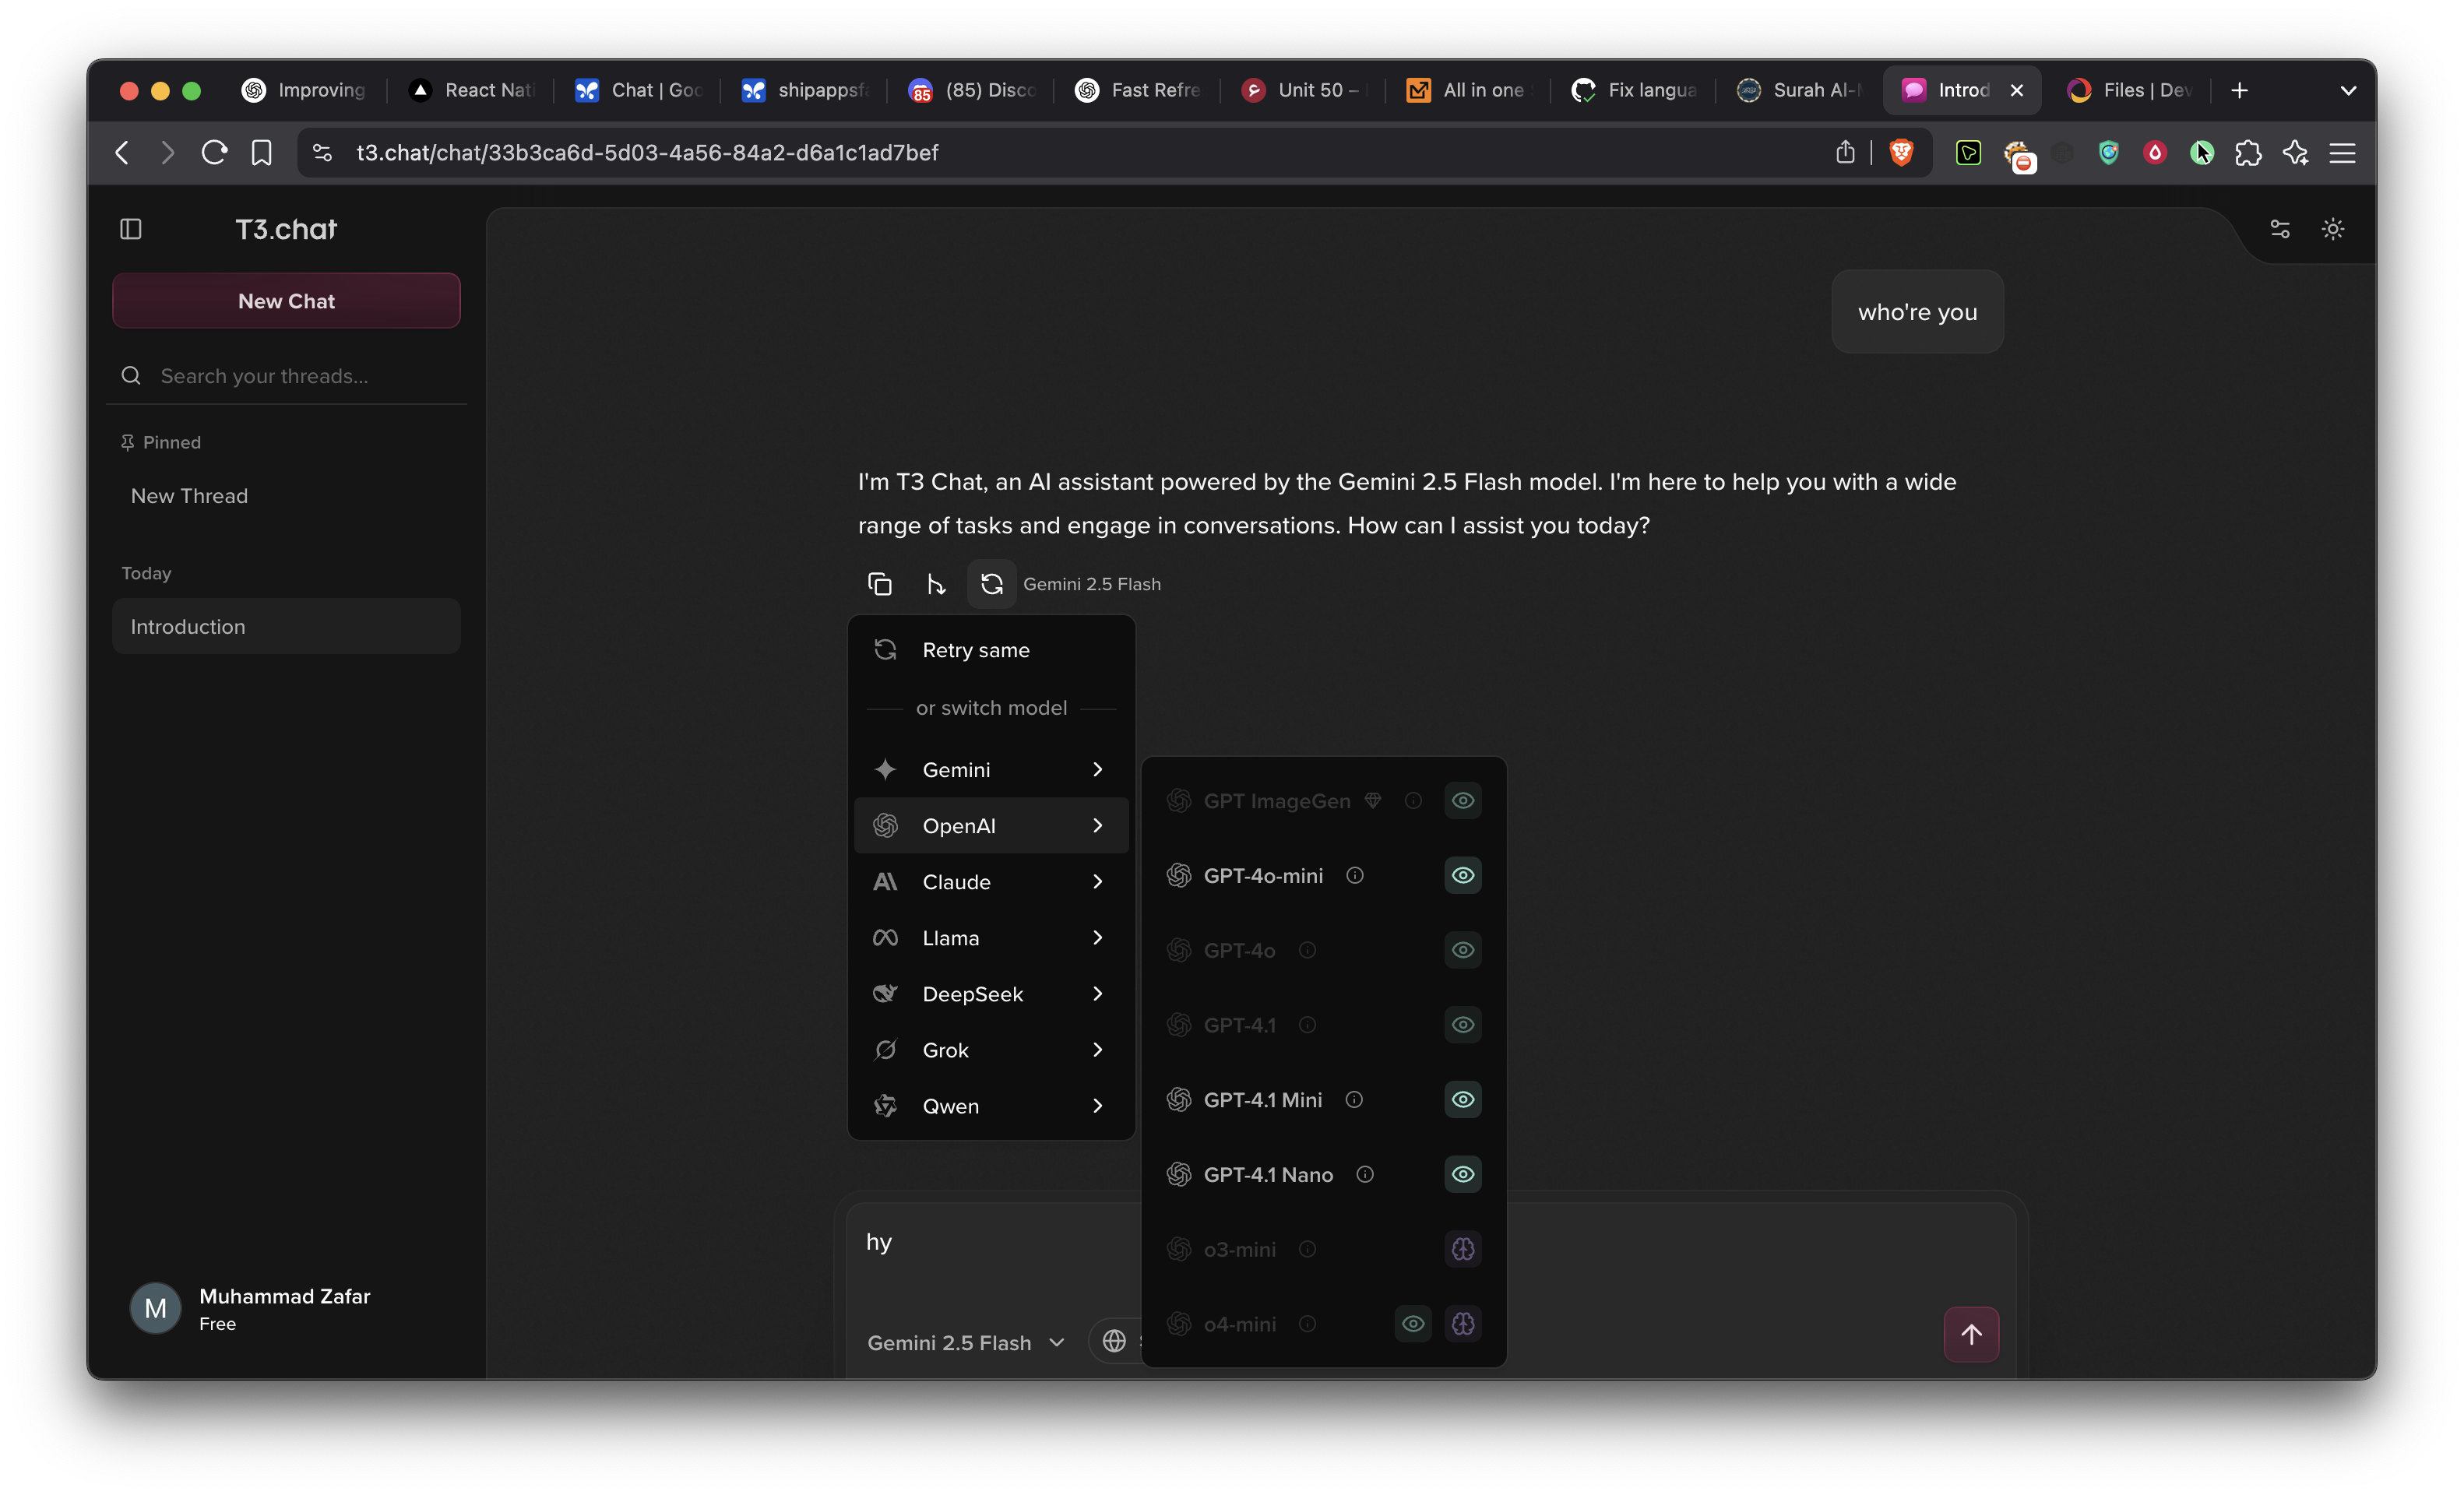 Improving
React Nati
Chat | Goo
shipappsfa
85
(85) Disco
Fast Refre
Unit 50 –
All in one
Fix langua
Surah Al-
Introd
Files | Dev
t3.chat/chat/33b3ca6d-5d03-4a56-84a2-d6a1c1ad7bef
T3.chat
New Chat
Search your threads...
Pinned
New Thread
Today
Introduction
Muhammad Zafar
M
Free
who're you
I'm T3 Chat, an AI assistant powered by the Gemini 2.5 Flash model. I'm here to help you with a wide
range of tasks and engage in conversations. How can I assist you today?
Gemini 2.5 Flash
Retry same
or switch model
Gemini
OpenAI
Claude
Llama
DeepSeek
Grok
Qwen
GPT ImageGen
GPT-4o-mini
GPT-4o
GPT-4.1
GPT-4.1 Mini
GPT-4.1 Nano
o3-mini
o4-mini
hy
Gemini 2.5 Flash